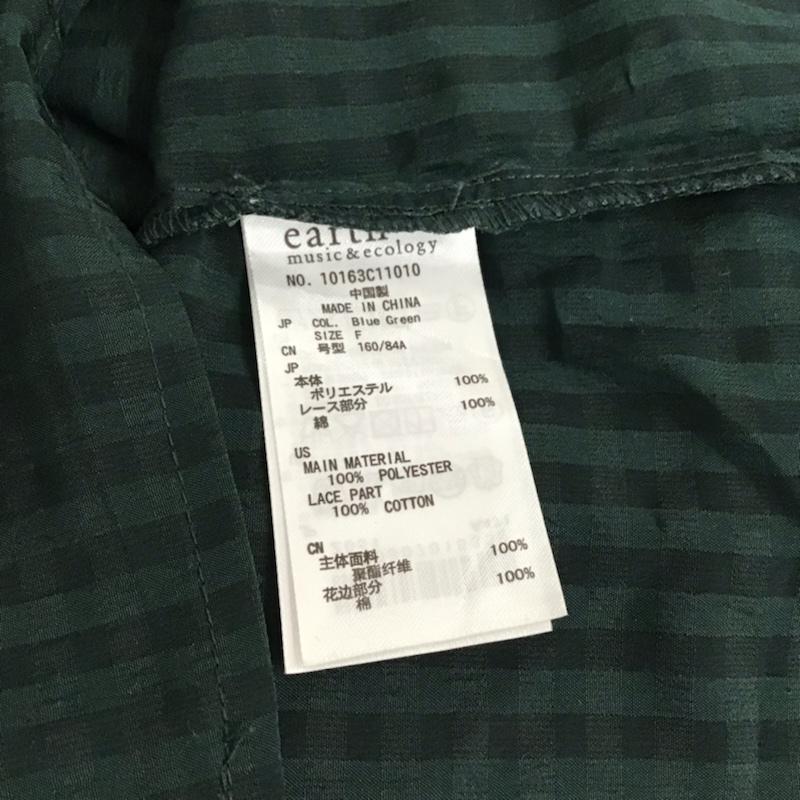 earth
music&ecology
NO. 10163C11010
中国製
MADE IN CHINA
JP COL. Blue Green
SIZE F
CN 号型 160/84A
JP
本体
ポリエステル 100%
レース部分
綿 100%
US
MAIN MATERIAL
100% POLYESTER
LACE PART
100% COTTON
CN
主体面料
聚酯纤维 100%
花边部分
棉 100%